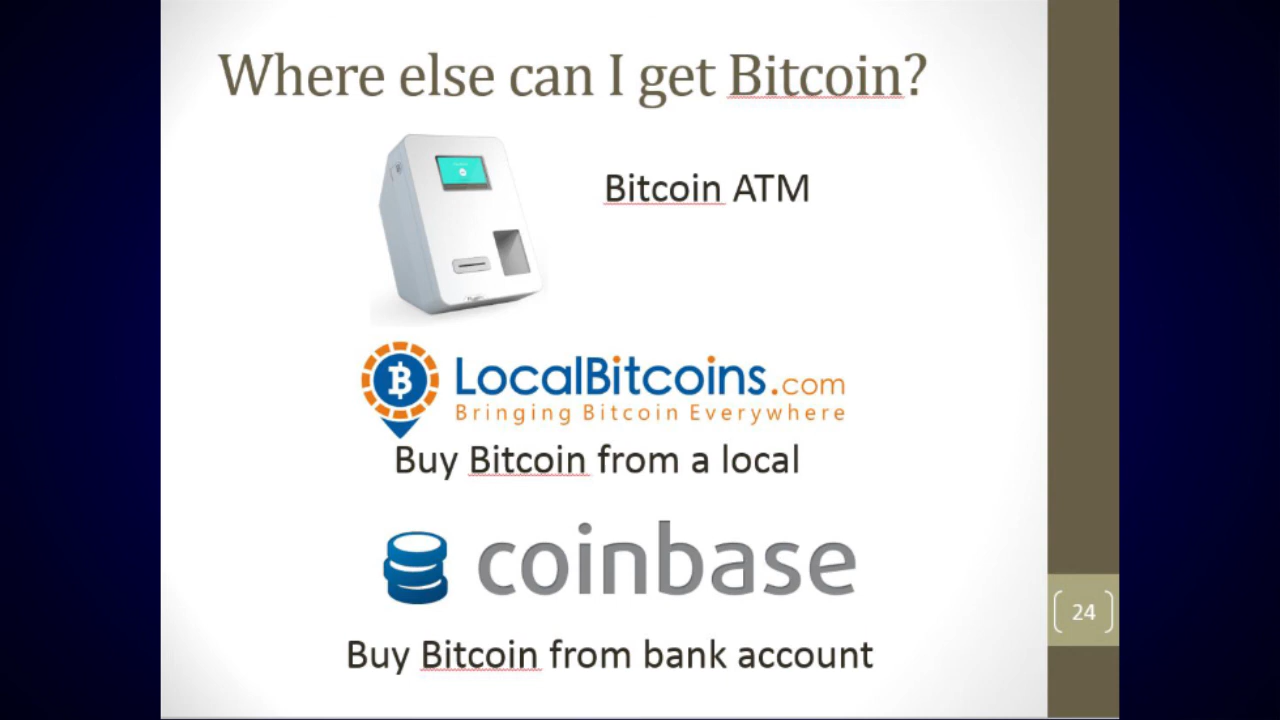 Where else can I get Bitcoin?
Bitcoin ATM
LocalBitcoins.com
Bringing Bitcoin Everywhere
Buy Bitcoin from a local
coinbase
Buy Bitcoin from bank account
24